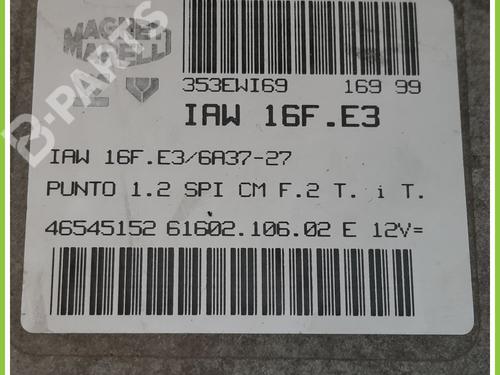 MAGNETI
MARELLI
353EWI69 169 99
IAW 16F.E3
IAW 16F.E3/6A37-27
PUNTO 1.2 SPI CM F.2 T. i T.
46545152 61602.106.02 E 12V=
B-PARTS